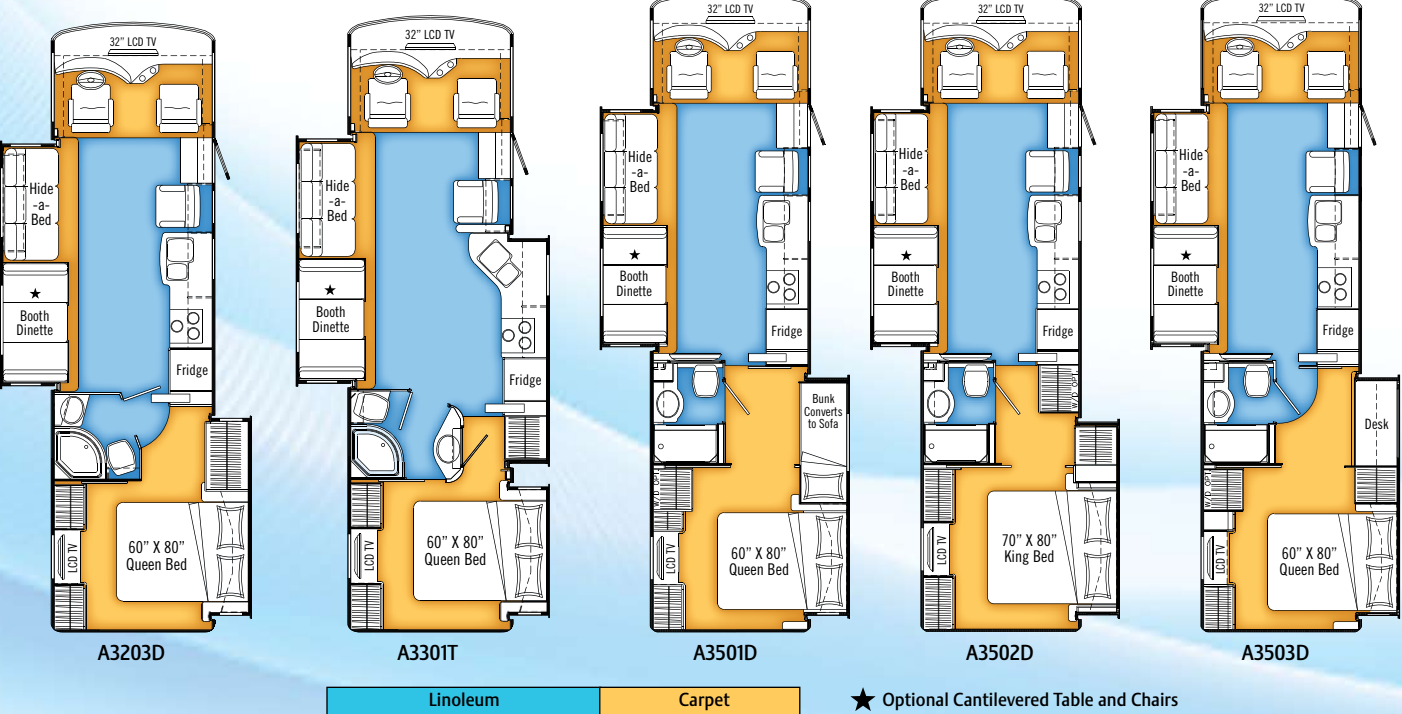 32” LCD TV
Hide
-a-
Bed
★
Booth
Dinette
Fridge
LCD TV
60” X 80”
Queen Bed
A3203D
32” LCD TV
Hide
-a-
Bed
★
Booth
Dinette
Fridge
LCD TV
60” X 80”
Queen Bed
A3301T
32” LCD TV
Hide
-a-
Bed
★
Booth
Dinette
Fridge
Bunk
Converts
to Sofa
W/D OPT.
LCD TV
60” X 80”
Queen Bed
A3501D
32” LCD TV
Hide
-a-
Bed
★
Booth
Dinette
Fridge
W/D OPT.
LCD TV
70” X 80”
King Bed
A3502D
32” LCD TV
Hide
-a-
Bed
★
Booth
Dinette
Fridge
Desk
W/D OPT.
LCD TV
60” X 80”
Queen Bed
A3503D
Linoleum
Carpet
★ Optional Cantilevered Table and Chairs